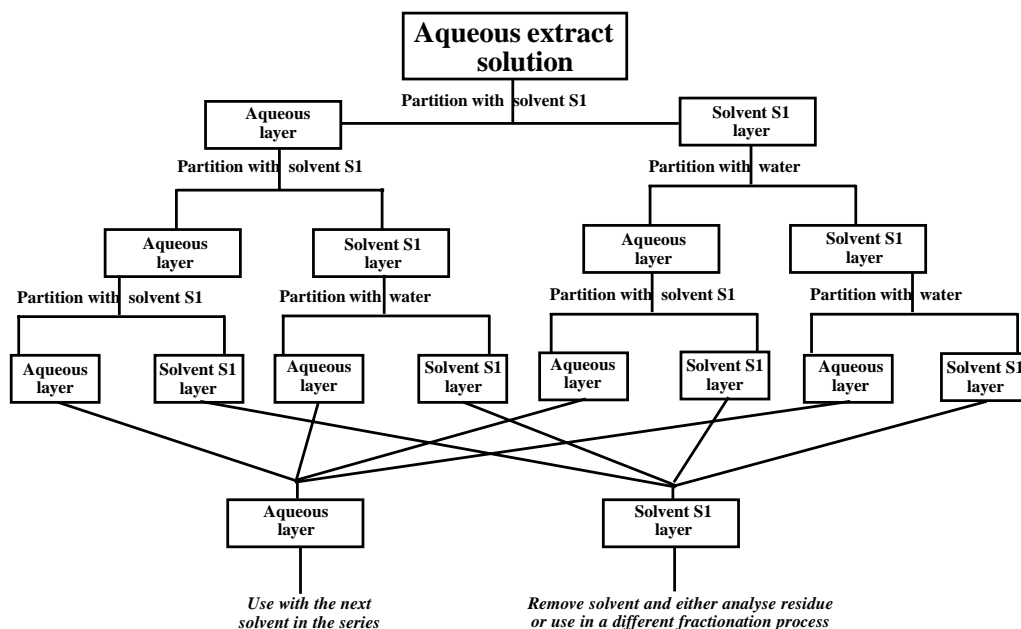 Aqueous extract
solution
Partition with solvent S1
Aqueous
layer
Solvent S1
layer
Partition with solvent S1
Partition with water
Aqueous
layer
Solvent S1
layer
Aqueous
layer
Solvent S1
layer
Partition with solvent S1
Partition with water
Partition with solvent S1
Partition with water
Aqueous
layer
Solvent S1
layer
Aqueous
layer
Solvent S1
layer
Aqueous
layer
Solvent S1
layer
Aqueous
layer
Solvent S1
layer
Aqueous
layer
Solvent S1
layer
Use with the next
solvent in the series
Remove solvent and either analyse residue
or use in a different fractionation process